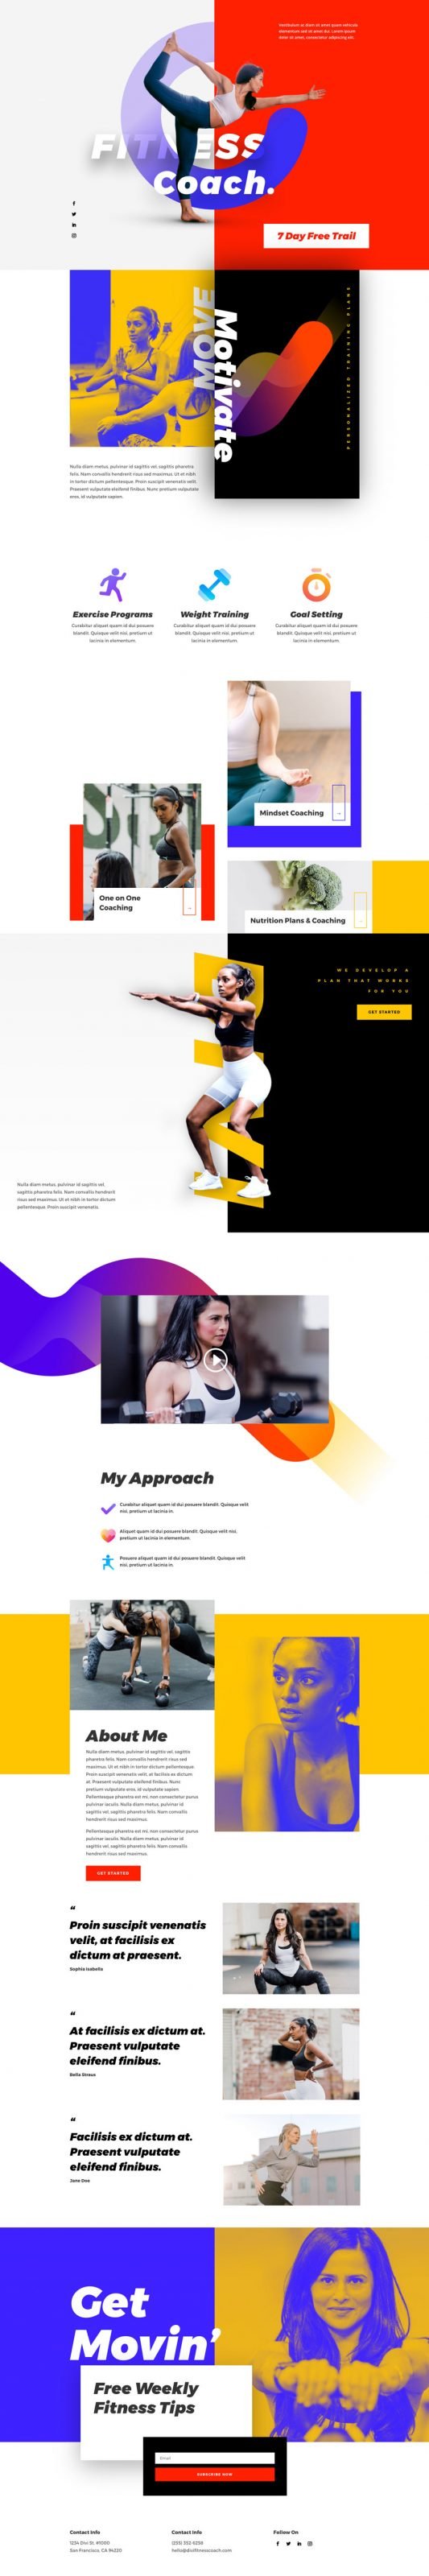 Vestibulum ac diam sit amet quam vehicula
elementum sed sit amet dui. Lorem ipsum
dolor sit amet, consectetur adipiscing elit.
FITNESS
Coach.
7 Day Free Trail
MOVE
Motivate
PERSONALIZED TRAINING PLANS
Nulla diam metus, pulvinar id sagittis vel, sagittis pharetra
felis. Nam convallis hendrerit risus sed maximus. Ut et nibh
in tortor dictum pellentesque. Proin suscipit venenatis velit.
Praesent vulputate eleifend finibus. Nunc pretium vulputate
eros, id vulputate sapien.
Exercise Programs
Curabitur aliquet quam id dui posuere
blandit. Quisque velit nisi, pretium ut
lacinia in elementum.
Weight Training
Curabitur aliquet quam id dui posuere
blandit. Quisque velit nisi, pretium ut
lacinia in elementum.
Goal Setting
Curabitur aliquet quam id dui posuere
blandit. Quisque velit nisi, pretium ut
lacinia in elementum.
Mindset Coaching
One on One
Coaching
Nutrition Plans & Coaching
WE DEVELOP A
PLAN THAT WORKS
FOR YOU
GET STARTED
Nulla diam metus, pulvinar id sagittis vel,
sagittis pharetra felis. Nam convallis hendrerit
risus sed maximus. Ut et nibh in tortor dictum
pellentesque. Proin suscipit venenatis.
My Approach
Curabitur aliquet quam id dui posuere blandit. Quisque velit
nisi, pretium ut lacinia in.
Aliquet quam id dui posuere blandit. Quisque velit nisi,
pretium ut lacinia in elementum.
Posuere aliquet quam id dui posuere blandit. Quisque velit
nisi, pretium ut lacinia in.
About Me
Nulla diam metus, pulvinar id sagittis vel, sagittis
pharetra felis. Nam convallis hendrerit risus sed
maximus. Ut et nibh in tortor dictum pellentesque.
Proin suscipit venenatis velit, at facilisis ex dictum
at. Praesent vulputate eleifend finibus. Nunc
pretium vulputate eros, id vulputate sapien
Pellentesque pharetra est mi, non consectetur purus
pulvinar iaculis. Nulla diam metus, pulvinar id
sagittis vel, sagittis pharetra felis. Nam convallis
hendrerit risus sed maximus.
Pellentesque pharetra est mi, non consectetur purus
pulvinar iaculis. Nulla diam metus, pulvinar id
sagittis vel, sagittis pharetra felis. Nam convallis
hendrerit risus sed maximus.
GET STARTED
“
Proin suscipit venenatis
velit, at facilisis ex
dictum at praesent.
Sophia Isabella
“
At facilisis ex dictum at.
Praesent vulputate
eleifend finibus.
Bella Straus
“
Facilisis ex dictum at.
Praesent vulputate
eleifend finibus.
Jane Doe
Get
Movin’
Free Weekly
Fitness Tips
Email
SUBSCRIBE NOW
Contact Info
1234 Divi St. #1000
San Francisco, CA 94220
Contact Info
(255) 352-6258
hello@divifitnesscoach.com
Follow On